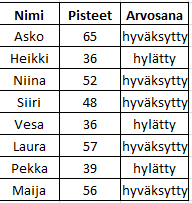 Nimi Pisteet Arvosana
Asko 65 hyväksytty
Heikki 36 hylätty
Niina 52 hyväksytty
Siiri 48 hyväksytty
Vesa 36 hylätty
Laura 57 hyväksytty
Pekka 39 hylätty
Maija 56 hyväksytty